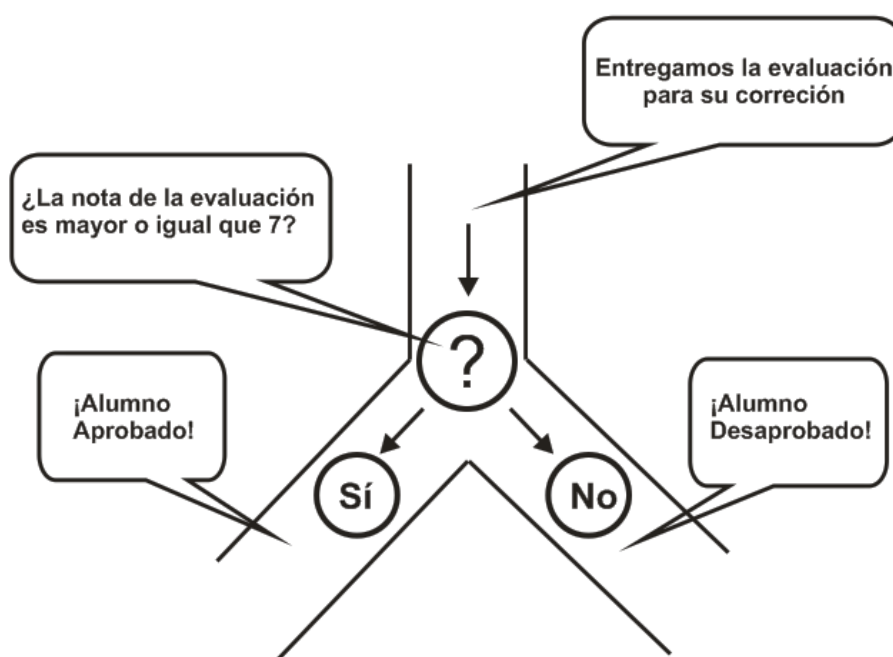 Entregamos la evaluación
para su correción
¿La nota de la evaluación
es mayor o igual que 7?
?
¡Alumno
Aprobado!
¡Alumno
Desaprobado!
Sí
No